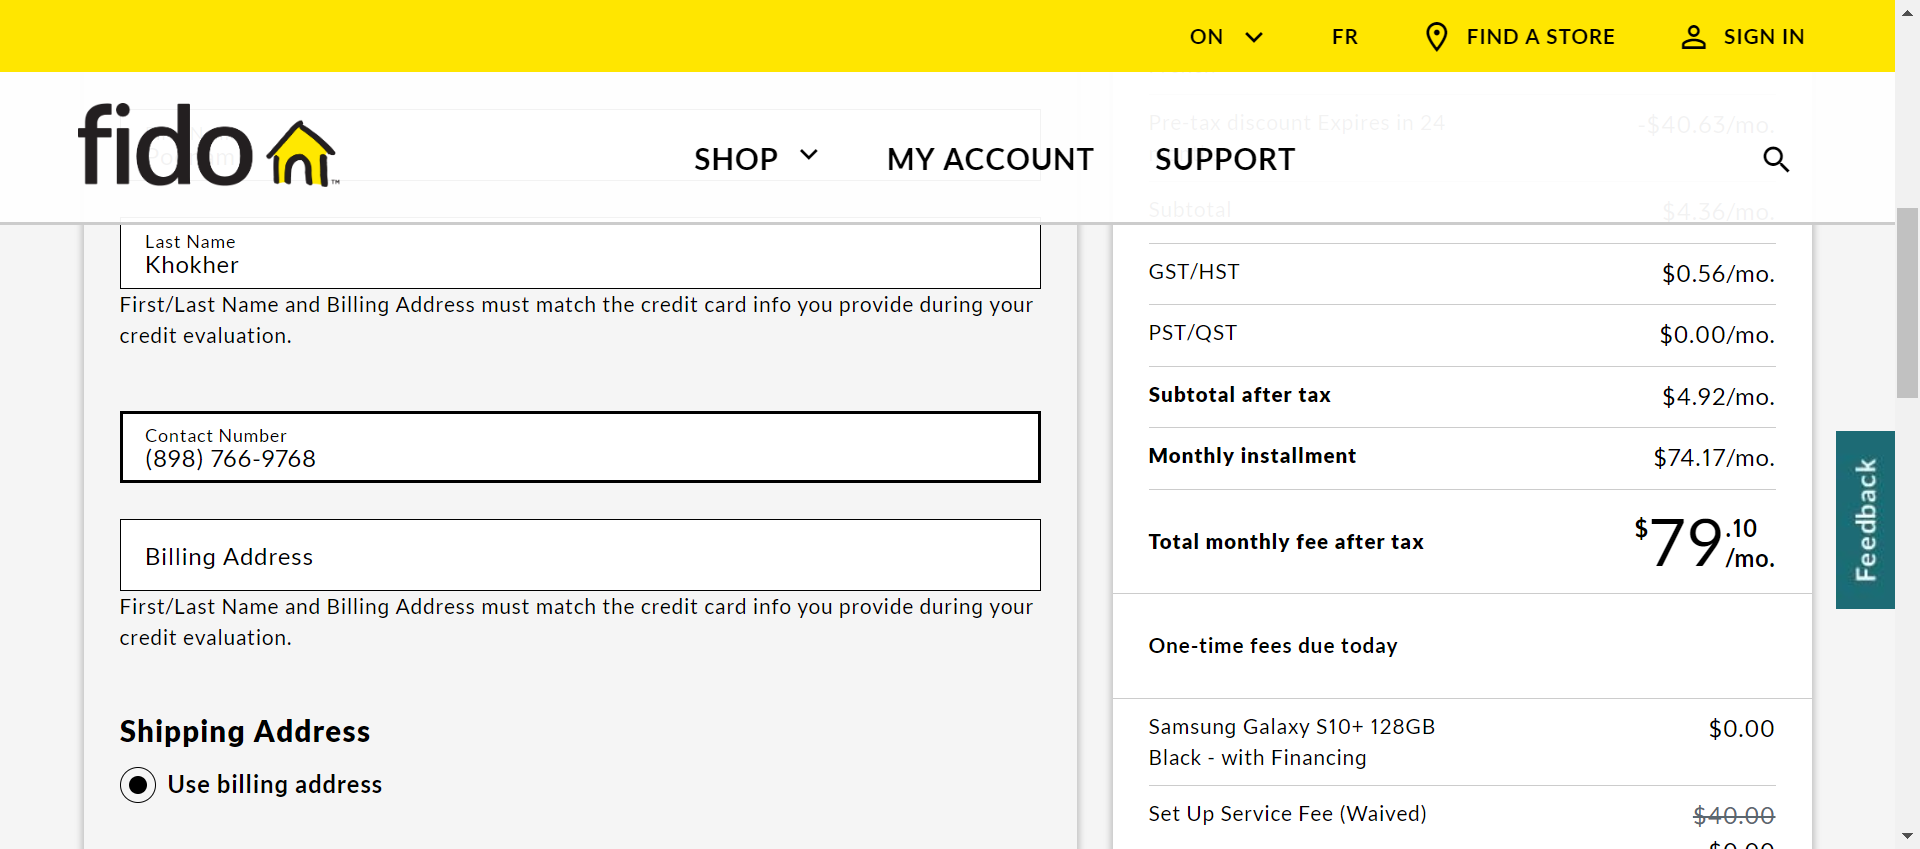 ON
FR
FIND A STORE
SIGN IN
fido
SHOP
MY ACCOUNT
SUPPORT
Last Name
Khokher
First/Last Name and Billing Address must match the credit card info you provide during your
credit evaluation.
Contact Number
(898) 766-9768
Billing Address
First/Last Name and Billing Address must match the credit card info you provide during your
credit evaluation.
Shipping Address
Use billing address
Pre-tax discount Expires in 24
-$40.63/mo.
Subtotal
$4.36/mo.
GST/HST
$0.56/mo.
PST/QST
$0.00/mo.
Subtotal after tax
$4.92/mo.
Monthly installment
$74.17/mo.
Total monthly fee after tax
$79.10
/mo.
One-time fees due today
Samsung Galaxy S10+ 128GB
Black - with Financing
$0.00
Set Up Service Fee (Waived)
$40.00
Feedback